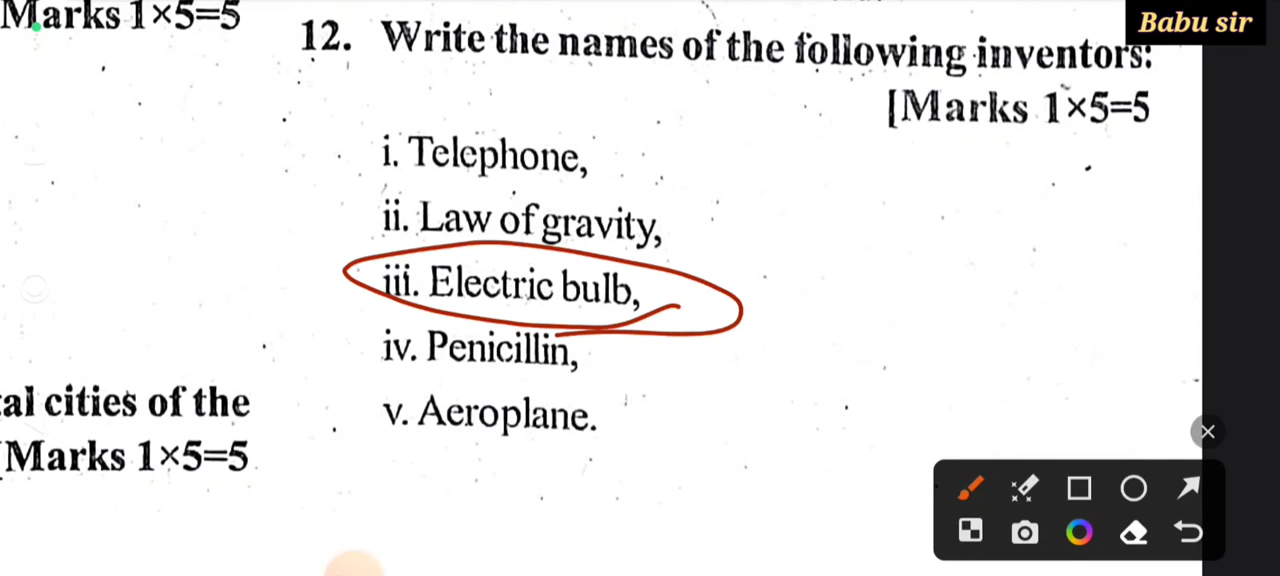 Marks 1×5=5
12. Write the names of the following inventors:
[Marks 1×5=5
i. Telephone,
ii. Law of gravity,
iii. Electric bulb,
iv. Penicillin,
v. Aeroplane.
al cities of the
[Marks 1×5=5
Babu sir